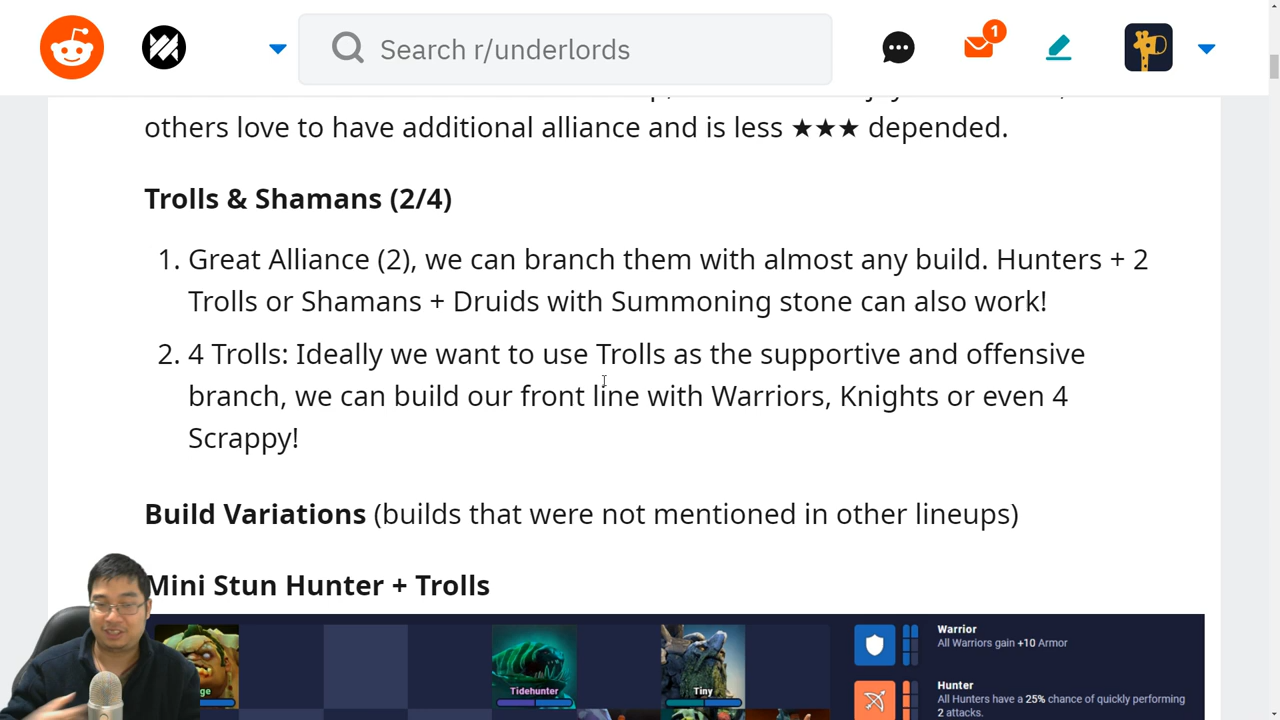 Search r/underlords
1
others love to have additional alliance and is less ★★★ depended.
Trolls & Shamans (2/4)
1. Great Alliance (2), we can branch them with almost any build. Hunters + 2
Trolls or Shamans + Druids with Summoning stone can also work!
2. 4 Trolls: Ideally we want to use Trolls as the supportive and offensive
branch, we can build our front line with Warriors, Knights or even 4
Scrappy!
Build Variations (builds that were not mentioned in other lineups)
Mini Stun Hunter + Trolls
Warrior
All Warriors gain +10 Armor
Tidehunter
Tiny
Hunter
All Hunters have a 25% chance of quickly performing
2 attacks.